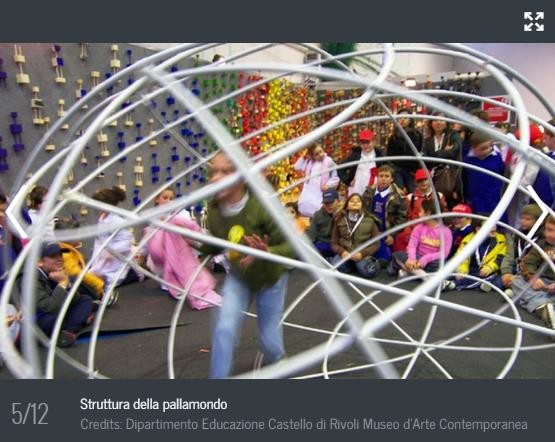 5/12
Struttura della pallamondo
Credits: Dipartimento Educazione Castello di Rivoli Museo d'Arte Contemporanea